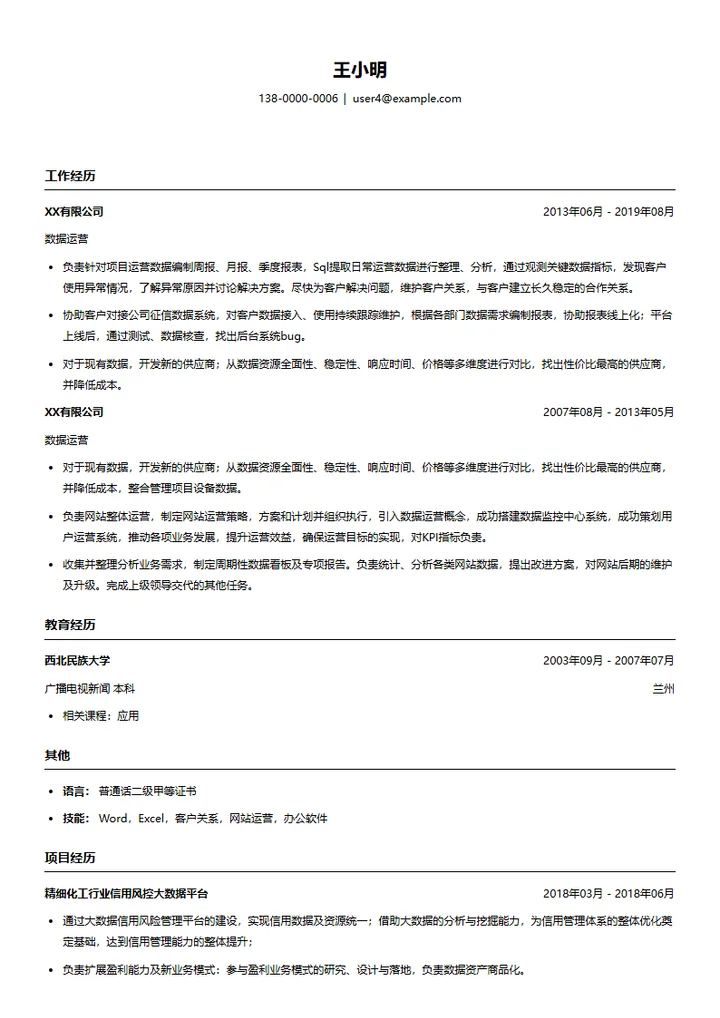 王小明
138-0000-0006 | user4@example.com
工作经历
XX有限公司 2013年06月 - 2019年08月
数据运营
• 负责针对项目运营数据编制周报、月报、季度报表，Sql提取日常运营数据进行整理、分析，通过观测关键数据指标，发现客户
使用异常情况，了解异常原因并讨论解决方案。尽快为客户解决问题，维护客户关系，与客户建立长久稳定的合作关系。
• 协助客户对接公司征信数据系统，对客户数据接入、使用持续跟踪维护，根据各部门数据需求编制报表，协助报表线上化；平台
上线后，通过测试、数据核查，找出后台系统bug。
• 对于现有数据，开发新的供应商；从数据资源全面性、稳定性、响应时间、价格等多维度进行对比，找出性价比最高的供应商，
并降低成本。
XX有限公司 2007年08月 - 2013年05月
数据运营
• 对于现有数据，开发新的供应商；从数据资源全面性、稳定性、响应时间、价格等多维度进行对比，找出性价比最高的供应商，
并降低成本，整合管理项目设备数据。
• 负责网站整体运营，制定网站运营策略，方案和计划并组织执行，引入数据运营概念，成功搭建数据监控中心系统，成功策划用
户运营系统，推动各项业务发展，提升运营效益，确保运营目标的实现，对KPI指标负责。
• 收集并整理分析业务需求，制定周期性数据看板及专项报告。负责统计、分析各类网站数据，提出改进方案，对网站后期的维护
及升级。完成上级领导交代的其他任务。
教育经历
西北民族大学 2003年09月 - 2007年07月
广播电视新闻 本科 兰州
• 相关课程：应用
其他
• 语言： 普通话二级甲等证书
• 技能： Word，Excel，客户关系，网站运营，办公软件
项目经历
精细化工行业信用风控大数据平台 2018年03月 - 2018年06月
• 通过大数据信用风险管理平台的建设，实现信用数据及资源统一；借助大数据的分析与挖掘能力，为信用管理体系的整体优化奠
定基础，达到信用管理能力的整体提升；
• 负责扩展盈利能力及新业务模式：参与盈利业务模式的研究、设计与落地，负责数据资产商品化。